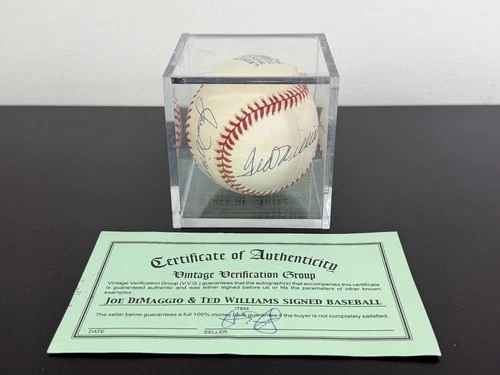 Ted Williams
Certificate of Authenticity
Vintage Verification Group
Vintage Verification Group (V.V.G.) guarantees that the autograph(s) that accompanies this certificate
is guaranteed authentic and was either signed before us or fits the parameters of other known
examples.
JOE DIMAGGIO & TED WILLIAMS SIGNED BASEBALL
ITEM
The seller below guarantees a full 100% money back guarantee if the buyer is not completely satisfied.
DATE SELLER